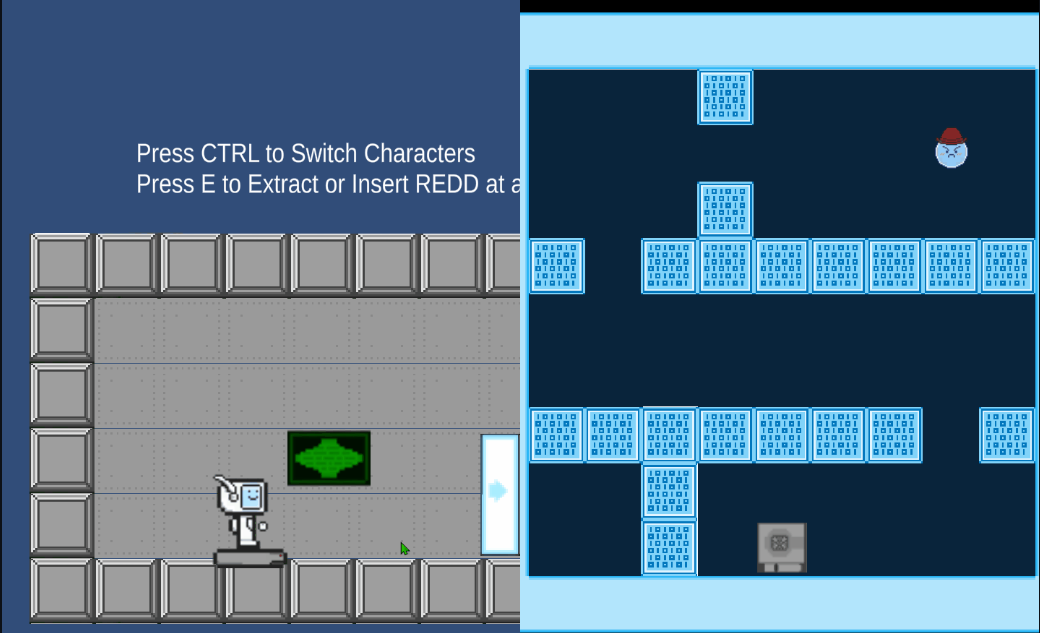 Press CTRL to Switch Characters
Press E to Extract or Insert REDD at a